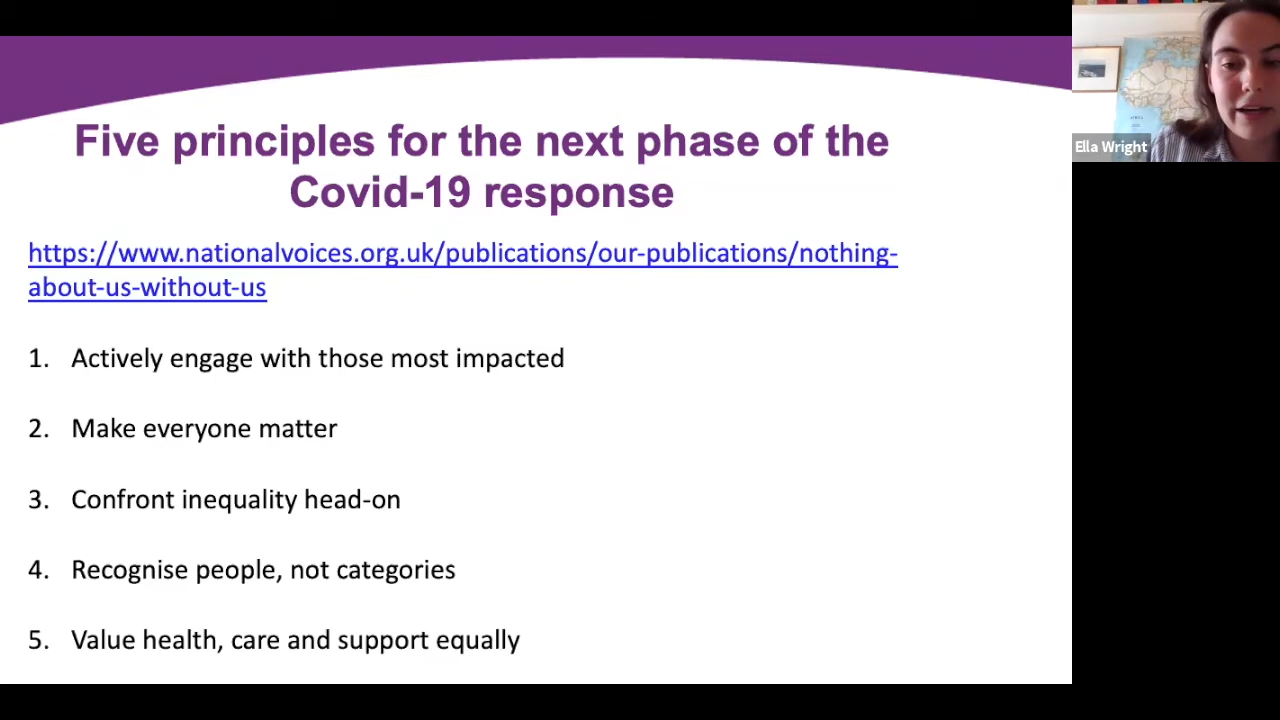 Five principles for the next phase of the
Covid-19 response
https://www.nationalvoices.org.uk/publications/our-publications/nothing-
about-us-without-us
1. Actively engage with those most impacted
2. Make everyone matter
3. Confront inequality head-on
4. Recognise people, not categories
5. Value health, care and support equally
Ella Wright